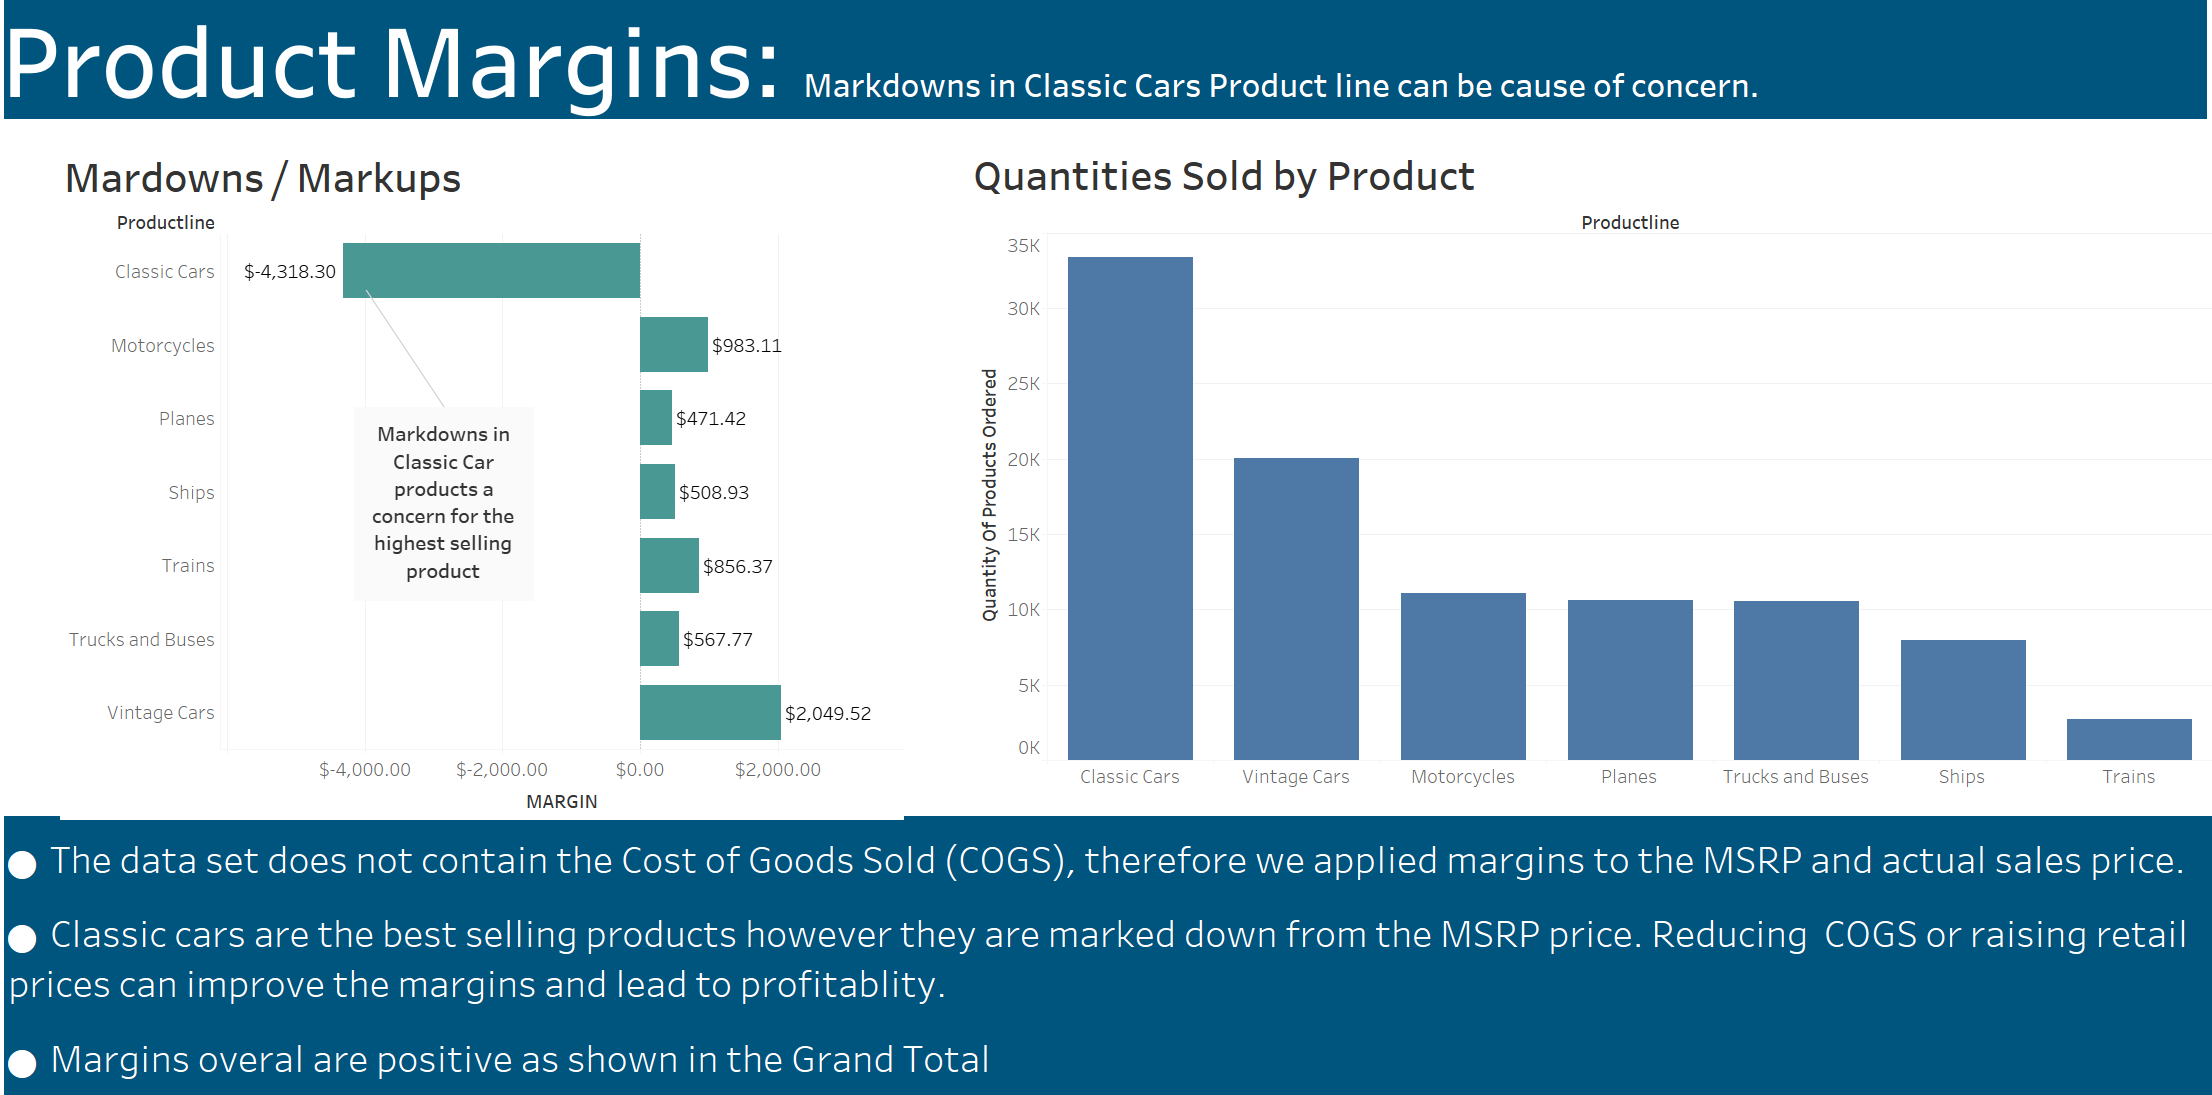 Product Margins: Markdowns in Classic Cars Product line can be cause of concern.
Mardowns / Markups
Productline
Classic Cars
$-4,318.30
Motorcycles
$983.11
Planes
$471.42
Ships
$508.93
Trains
$856.37
Trucks and Buses
$567.77
Vintage Cars
$2,049.52
Markdowns in
Classic Car
products a
concern for the
highest selling
product
$-4,000.00
$-2,000.00
$0.00
$2,000.00
MARGIN
Quantities Sold by Product
Productline
Quantity Of Products Ordered
35K
30K
25K
20K
15K
10K
5K
0K
Classic Cars
Vintage Cars
Motorcycles
Planes
Trucks and Buses
Ships
Trains
● The data set does not contain the Cost of Goods Sold (COGS), therefore we applied margins to the MSRP and actual sales price.
● Classic cars are the best selling products however they are marked down from the MSRP price. Reducing  COGS or raising retail
prices can improve the margins and lead to profitablity.
● Margins overal are positive as shown in the Grand Total